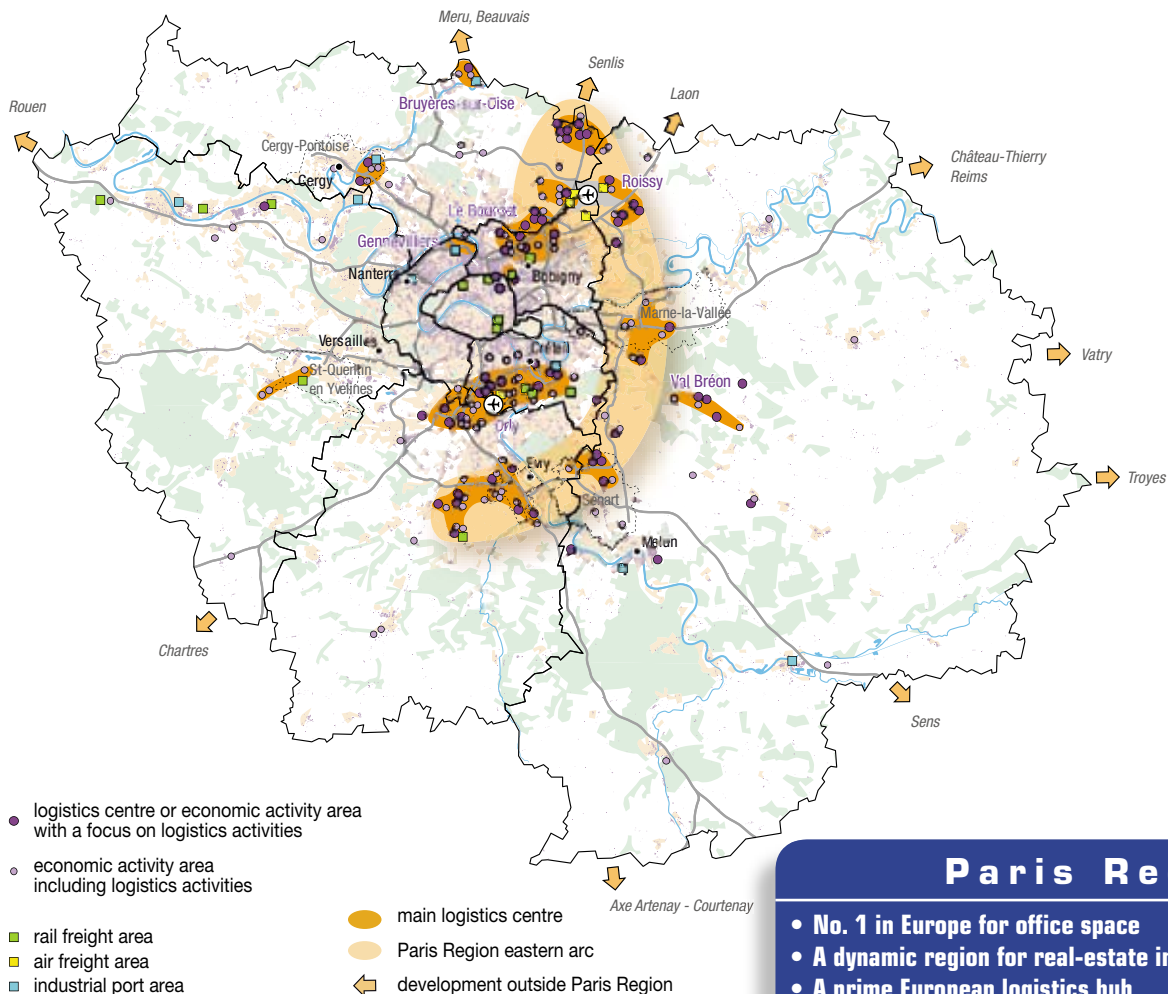 Meru, Beauvais
Senlis
Laon
Rouen
Bruyères-sur-Oise
Cergy-Pontoise
Cergy
Château-Thierry
Reims
Roissy
Le Bourget
Gennevilliers
Nanterre
Bobigny
Marne-la-Vallée
Versailles
Créteil
Vatry
St-Quentin
en Yvelines
Val Bréon
Orly
Evry
Troyes
Sénart
Melun
Chartres
Sens
Axe Artenay - Courtenay
logistics centre or economic activity area
with a focus on logistics activities
economic activity area
including logistics activities
rail freight area
air freight area
industrial port area
main logistics centre
Paris Region eastern arc
development outside Paris Region
Paris Re
• No. 1 in Europe for office space
• A dynamic region for real-estate in
• A prime European logistics hub